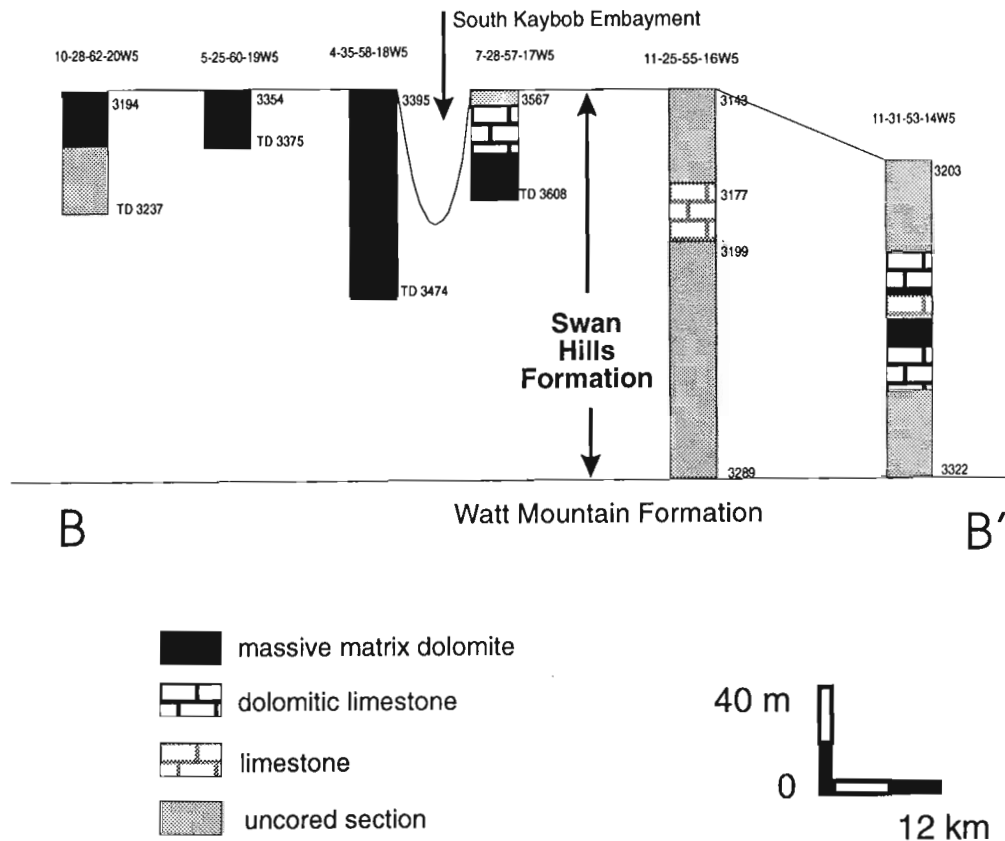 South Kaybob Embayment
10-28-62-20W5
5-25-60-19W5
4-35-58-18W5
7-28-57-17W5
11-25-55-16W5
11-31-53-14W5
3194
TD 3237
3354
TD 3375
3395
TD 3474
3567
TD 3608
3143
3177
3199
3289
3203
3322
Swan
Hills
Formation
Watt Mountain Formation
B
B′
massive matrix dolomite
dolomitic limestone
limestone
uncored section
40 m
0
12 km